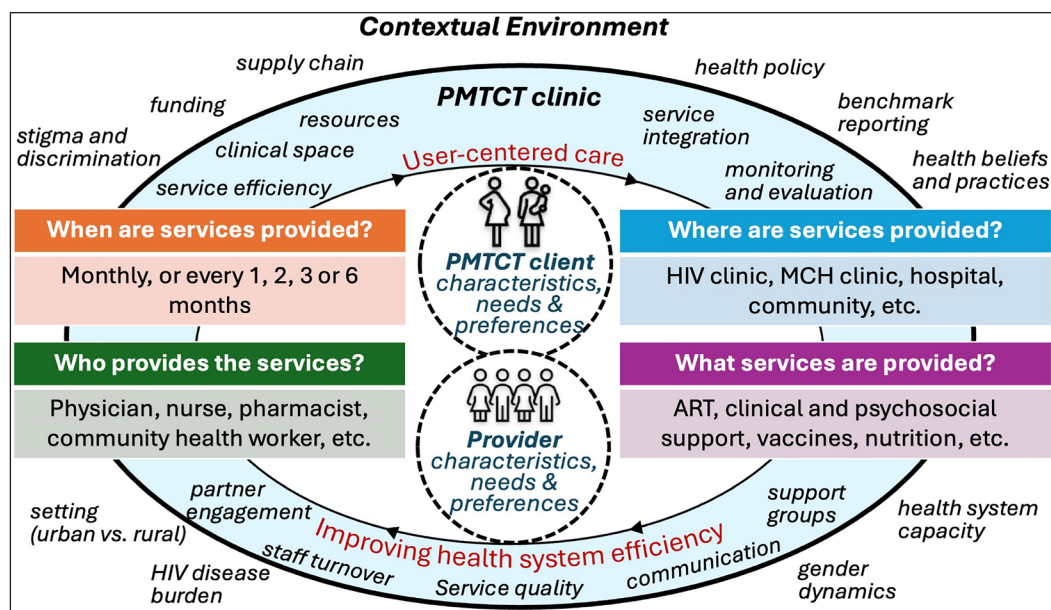 Contextual Environment
supply chain
health policy
funding
PMTCT clinic
benchmark
reporting
resources
service
integration
stigma and
discrimination
clinical space
User-centered care
health beliefs
and practices
service efficiency
monitoring
and evaluation
When are services provided?
Monthly, or every 1, 2, 3 or 6
months
PMTCT client
characteristics,
needs &
preferences
Where are services provided?
HIV clinic, MCH clinic, hospital,
community, etc.
Who provides the services?
Physician, nurse, pharmacist,
community health worker, etc.
Provider
characteristics,
needs &
preferences
What services are provided?
ART, clinical and psychosocial
support, vaccines, nutrition, etc.
partner
engagement
support
groups
setting
(urban vs. rural)
health system
capacity
Improving health system efficiency
staff turnover
Service quality
communication
HIV disease
burden
gender
dynamics